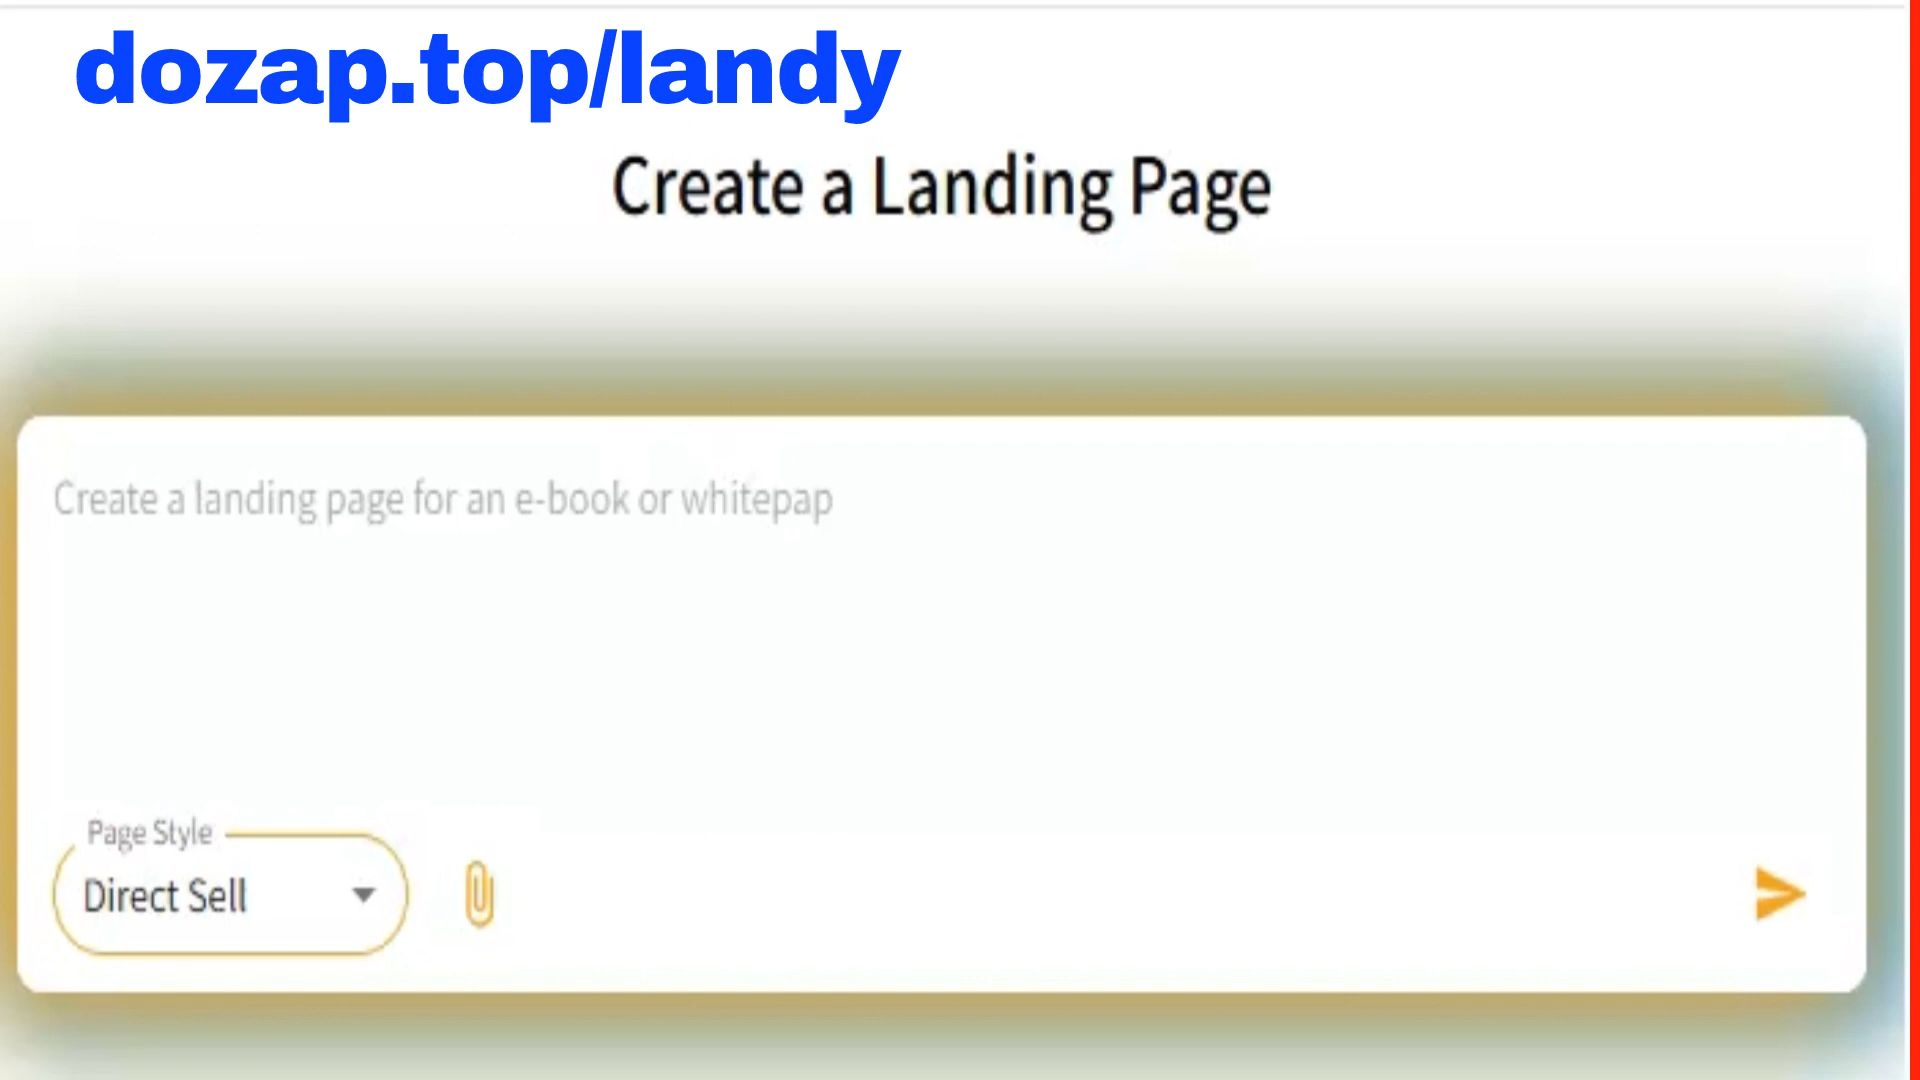 dozap.top/landy
Create a Landing Page
Create a landing page for an e-book or whitepap
Page Style
Direct Sell